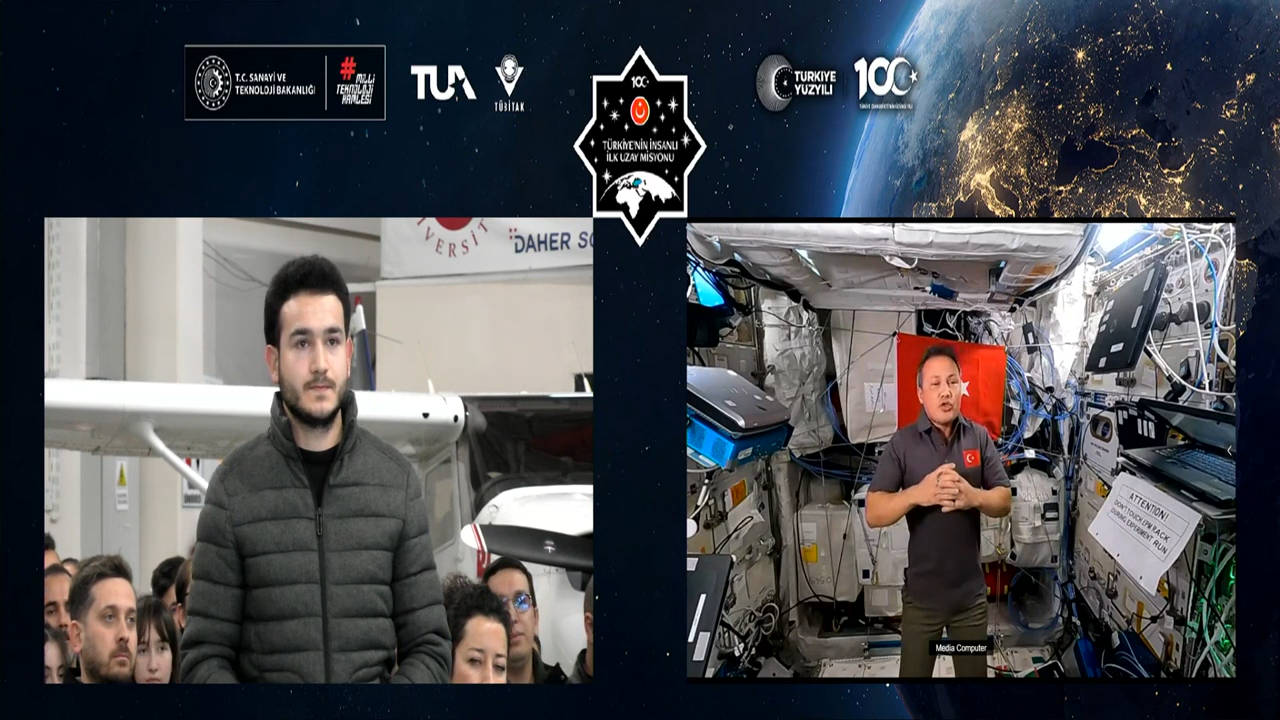 T.C. SANAYİ VE
TEKNOLOJİ BAKANLIĞI
#MİLLİ
TEKNOLOJİ
HAMLESİ
TUA
TÜBİTAK
100
TÜRKİYE'NİN İNSANLI
İLK UZAY MİSYONU
TÜRKİYE
YÜZYILI
100
VERSİT
DAHER SO
ATTENTION!
DON'T TOUCH EPM RACK
DURING EXPERIMENT
RUN
Media Computer